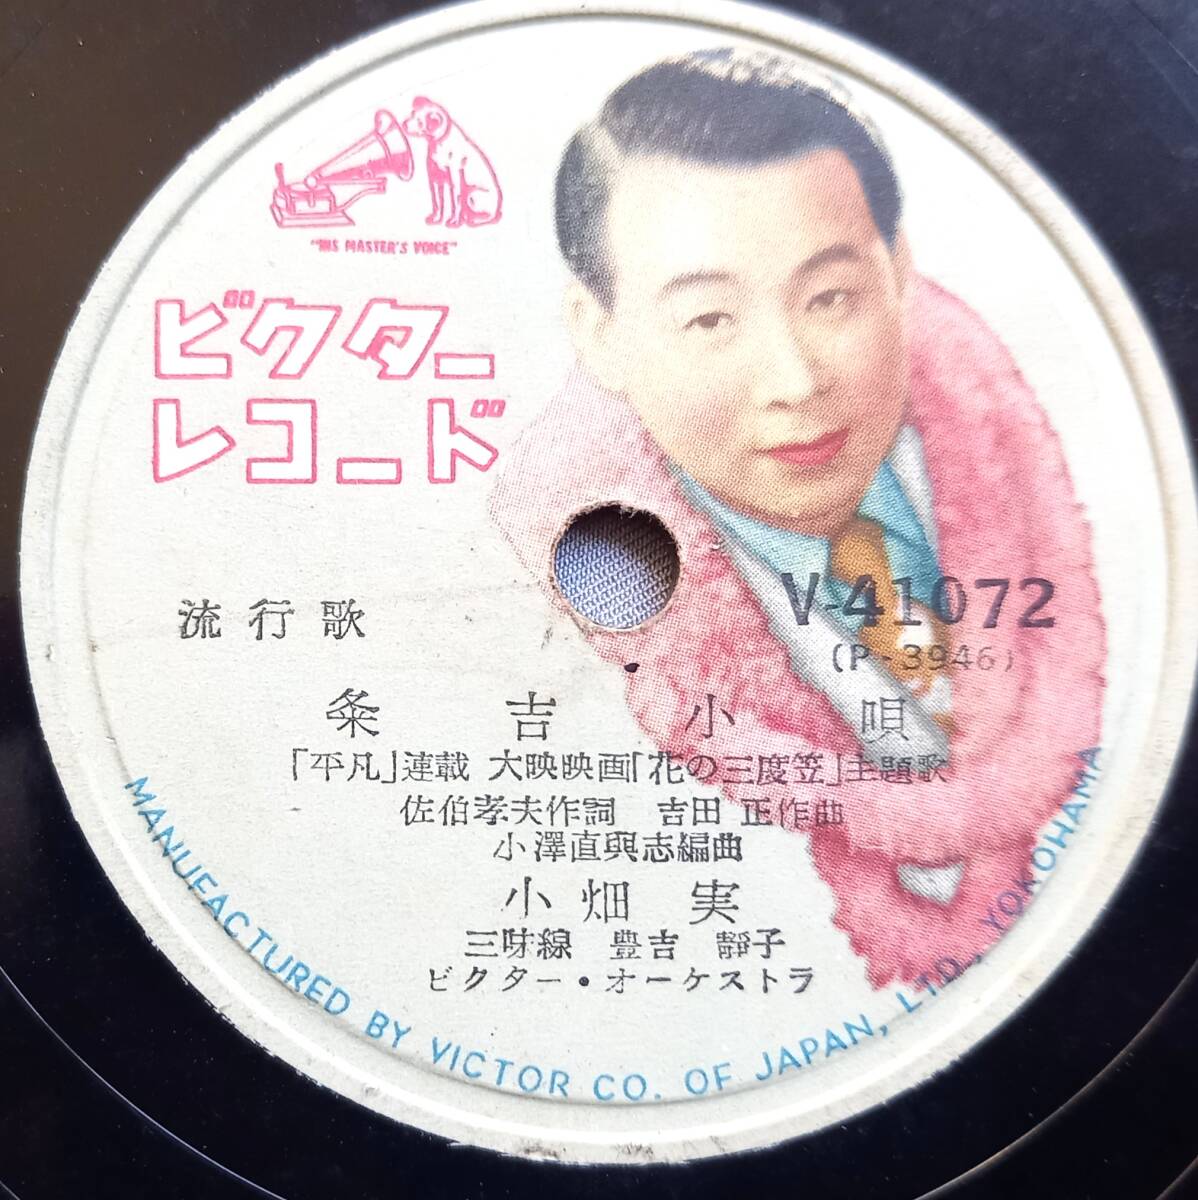 "HIS MASTER'S VOICE"
ビクター
レコード
流行歌
V-41072
(P-3946)
粂吉小唄
「平凡」連載 大映映画「花の三度笠」主題歌
佐伯孝夫作詞 吉田 正作曲
小澤直與志編曲
小畑 実
三味線 豊吉 静子
ビクター・オーケストラ
MANUFACTURED BY VICTOR CO. OF JAPAN, LTD., YOKOHAMA